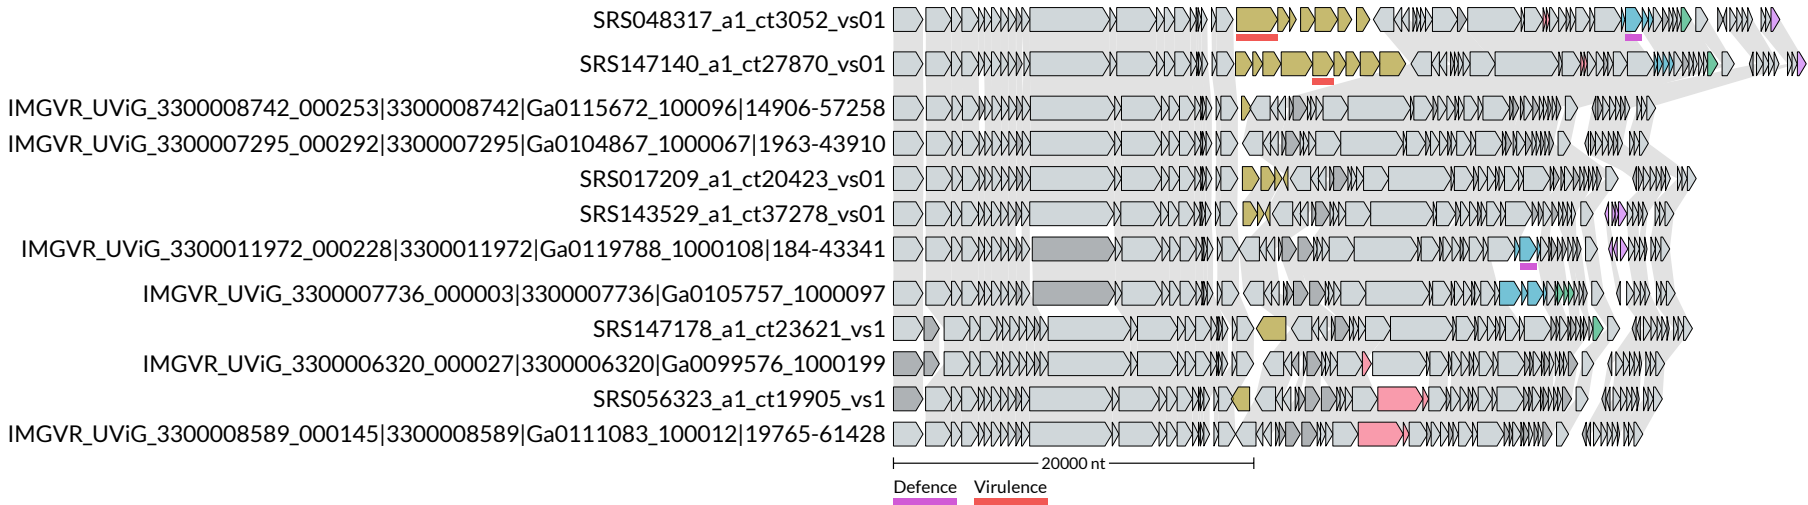 SRS048317_a1_ct3052_vs01
SRS147140_a1_ct27870_vs01
IMGVR_UViG_3300008742_000253|3300008742|Ga0115672_100096|14906-57258
IMGVR_UViG_3300007295_000292|3300007295|Ga0104867_1000067|1963-43910
SRS017209_a1_ct20423_vs01
SRS143529_a1_ct37278_vs01
IMGVR_UViG_3300011972_000228|3300011972|Ga0119788_1000108|184-43341
IMGVR_UViG_3300007736_000003|3300007736|Ga0105757_1000097
SRS147178_a1_ct23621_vs1
IMGVR_UViG_3300006320_000027|3300006320|Ga0099576_1000199
SRS056323_a1_ct19905_vs1
IMGVR_UViG_3300008589_000145|3300008589|Ga0111083_100012|19765-61428
20000 nt
Defence Virulence